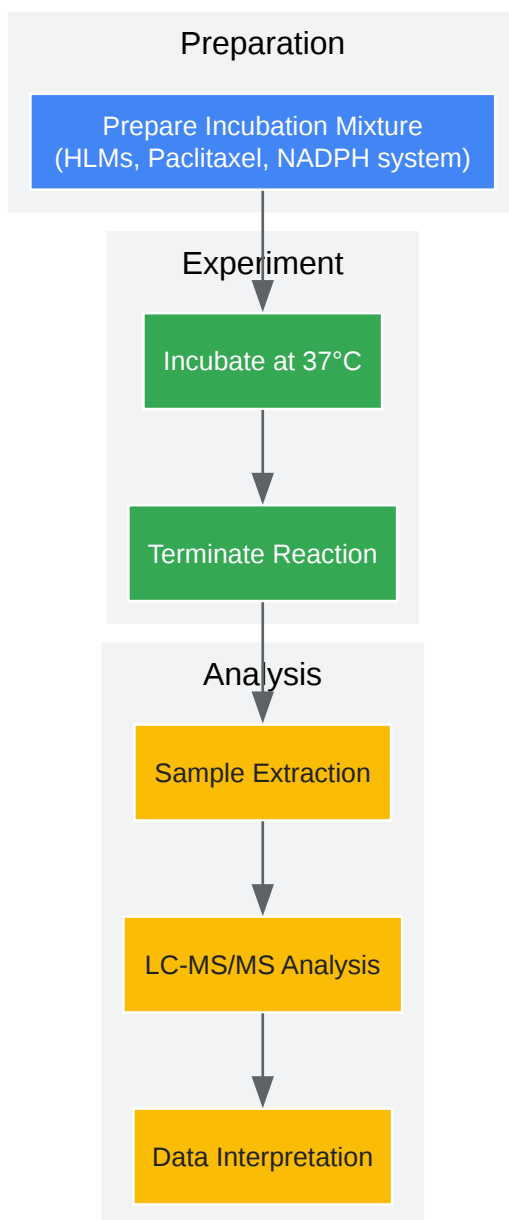 Preparation
Prepare Incubation Mixture
(HLMs, Paclitaxel, NADPH system)
Experiment
Incubate at 37°C
Terminate Reaction
Analysis
Sample Extraction
LC-MS/MS Analysis
Data Interpretation